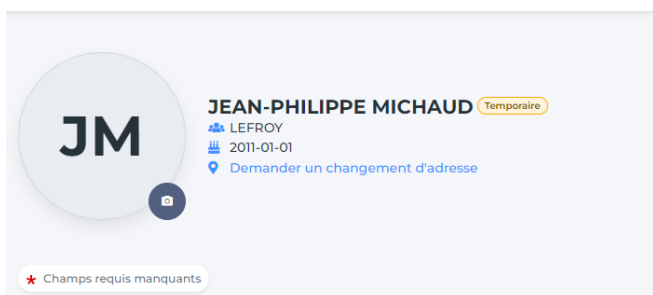 JM
JEAN-PHILIPPE MICHAUD Temporaire
LEFROY
2011-01-01
Demander un changement d'adresse
* Champs requis manquants